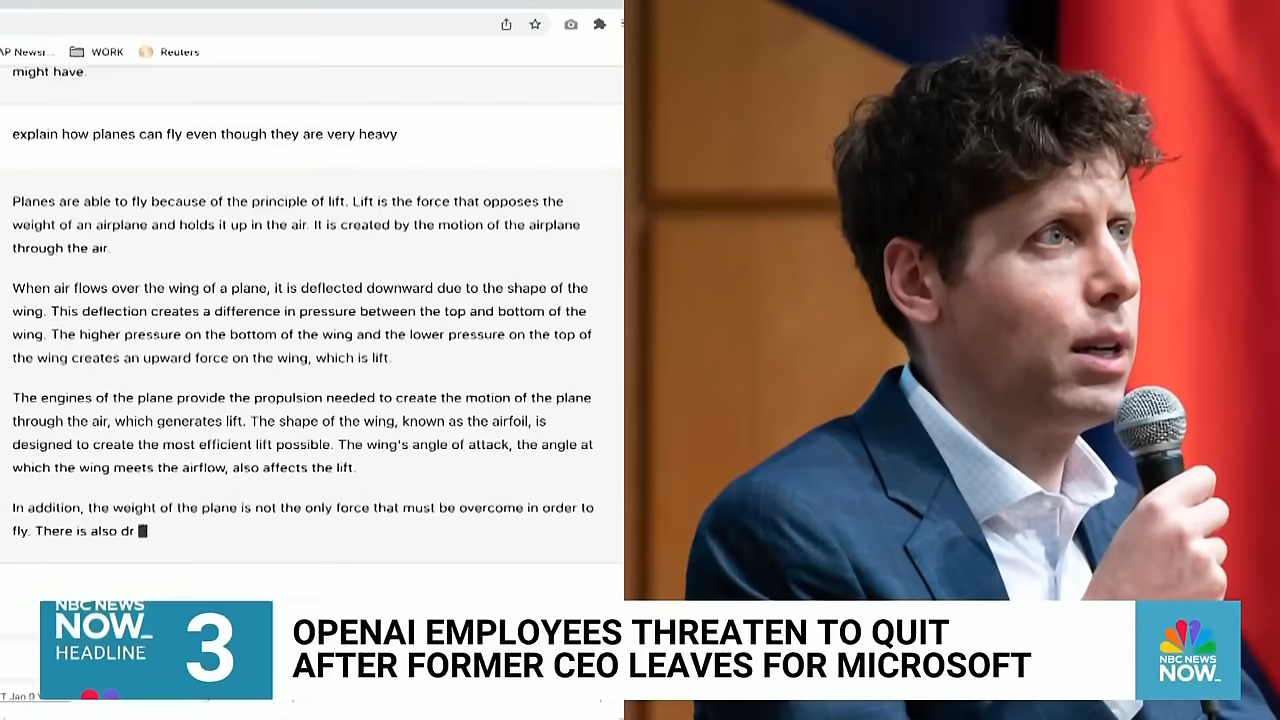 AP Newsr... WORK Reuters
might have.
explain how planes can fly even though they are very heavy
Planes are able to fly because of the principle of lift. Lift is the force that opposes the
weight of an airplane and holds it up in the air. It is created by the motion of the airplane
through the air.
When air flows over the wing of a plane, it is deflected downward due to the shape of the
wing. This deflection creates a difference in pressure between the top and bottom of the
wing. The higher pressure on the bottom of the wing and the lower pressure on the top of
the wing creates an upward force on the wing, which is lift.
The engines of the plane provide the propulsion needed to create the motion of the plane
through the air, which generates lift. The shape of the wing, known as the airfoil, is
designed to create the most efficient lift possible. The wing's angle of attack, the angle at
which the wing meets the airflow, also affects the lift.
In addition, the weight of the plane is not the only force that must be overcome in order to
fly. There is also dr
NBC NEWS
NOW_
HEADLINE
3
OPENAI EMPLOYEES THREATEN TO QUIT
AFTER FORMER CEO LEAVES FOR MICROSOFT
NBC NEWS
NOW_
T Jan 9